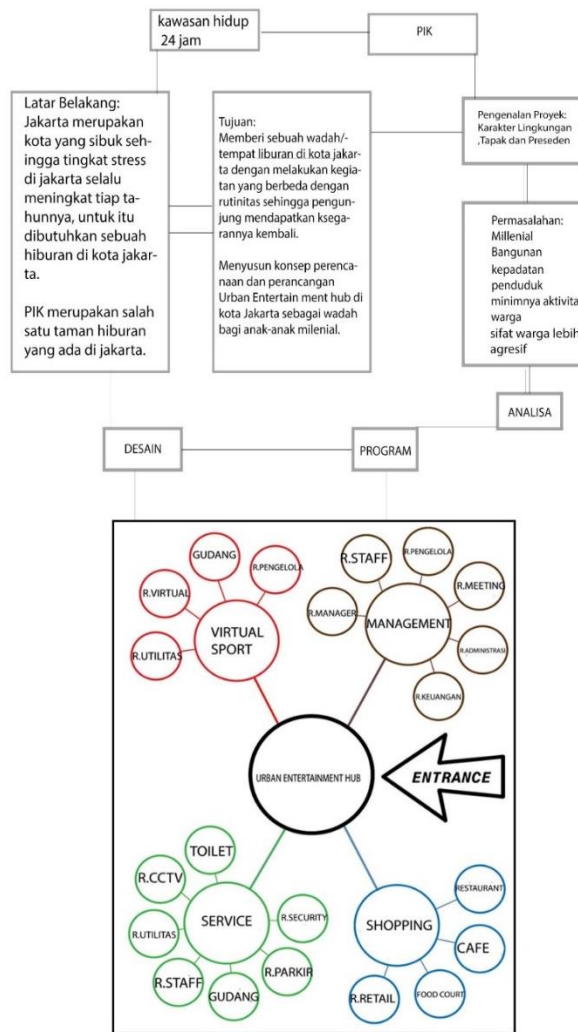 kawasan hidup
24 jam
PIK
Latar Belakang:
Jakarta merupakan
kota yang sibuk seh-
ingga tingkat stress
di jakarta selalu
meningkat tiap ta-
hunnya, untuk itu
dibutuhkan sebuah
hiburan di kota jakar-
ta.
PIK merupakan salah
satu taman hiburan
yang ada di jakarta.
Tujuan:
Memberi sebuah wadah/-
tempat liburan di kota jakar-
ta dengan melakukan kegia-
tan yang berbeda dengan
rutinitas sehingga pengun-
jung mendapatkan ksega-
rannya kembali.
Menyusun konsep perenca-
naan dan perancangan
Urban Entertain ment hub di
kota Jakarta sebagai wadah
bagi anak-anak milenial.
Pengenalan Proyek:
Karakter Lingkungan
,Tapak dan Preseden
Permasalahan:
Millenial
Bangunan
kepadatan
penduduk
minimnya aktivita
warga
sifat warga lebih
agresif
ANALISA
DESAIN
PROGRAM
GUDANG
R.PENGELOLA
R.VIRTUAL
R.UTILITAS
VIRTUAL
SPORT
R.STAFF
R.PENGELOLA
R.MEETING
R.MANAGER
MANAGEMENT
R.ADMINISTRASI
R.KEUANGAN
URBAN ENTERTAINMENT HUB
ENTRANCE
TOILET
R.CCTV
R.UTILITAS
SERVICE
R.SECURITY
R.STAFF
GUDANG
R.PARKIR
SHOPPING
RESTAURANT
CAFE
FOOD COURT
R.RETAIL